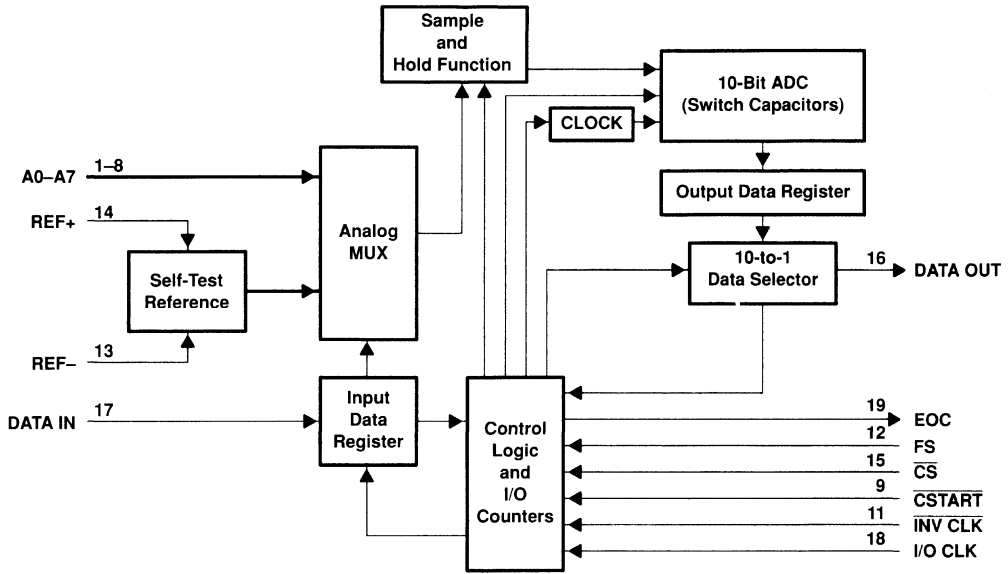 Sample
and
Hold Function
10-Bit ADC
(Switch Capacitors)
CLOCK
A0–A7
1–8
REF+
14
Analog
MUX
Output Data Register
Self-Test
Reference
10-to-1
Data Selector
16
DATA OUT
REF–
13
DATA IN
17
Input
Data
Register
Control
Logic
and
I/O
Counters
19
EOC
12
FS
15
CS
9
CSTART
11
INV CLK
18
I/O CLK